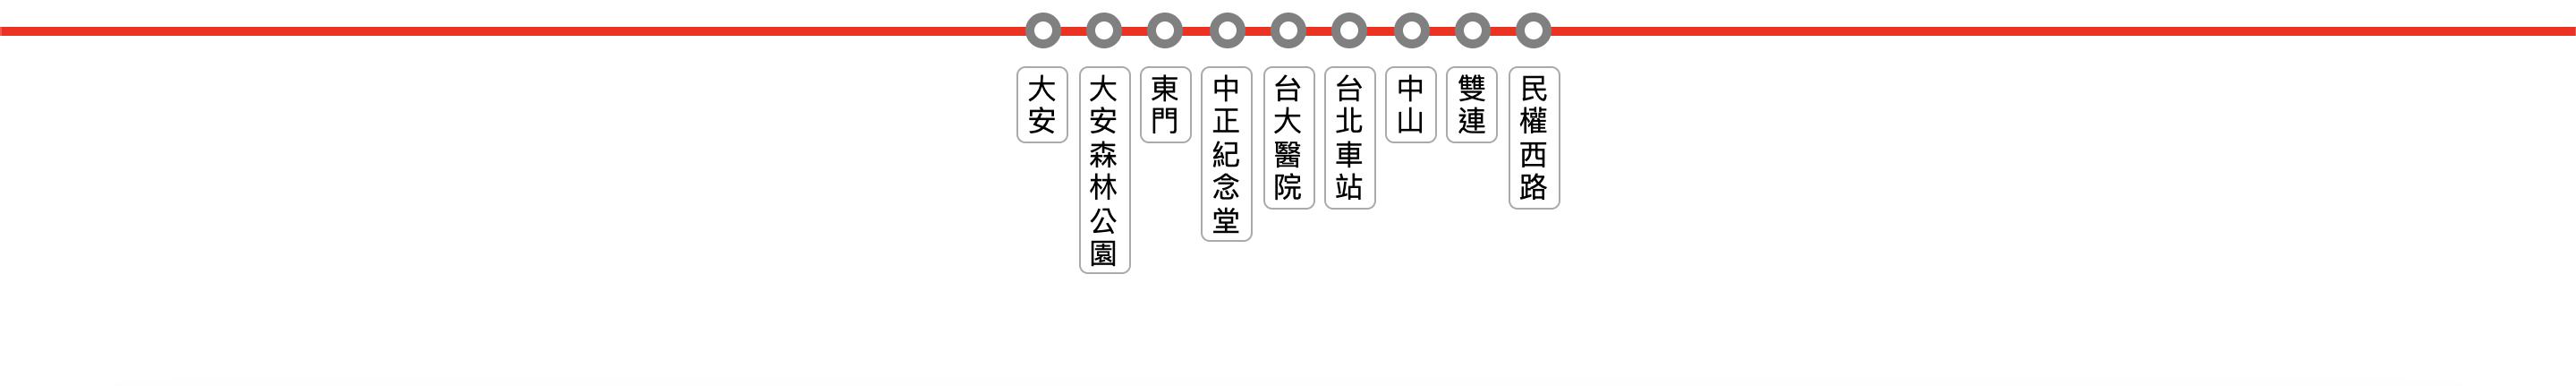 大安
大安森林公園
東門
中正紀念堂
台大醫院
台北車站
中山
雙連
民權西路